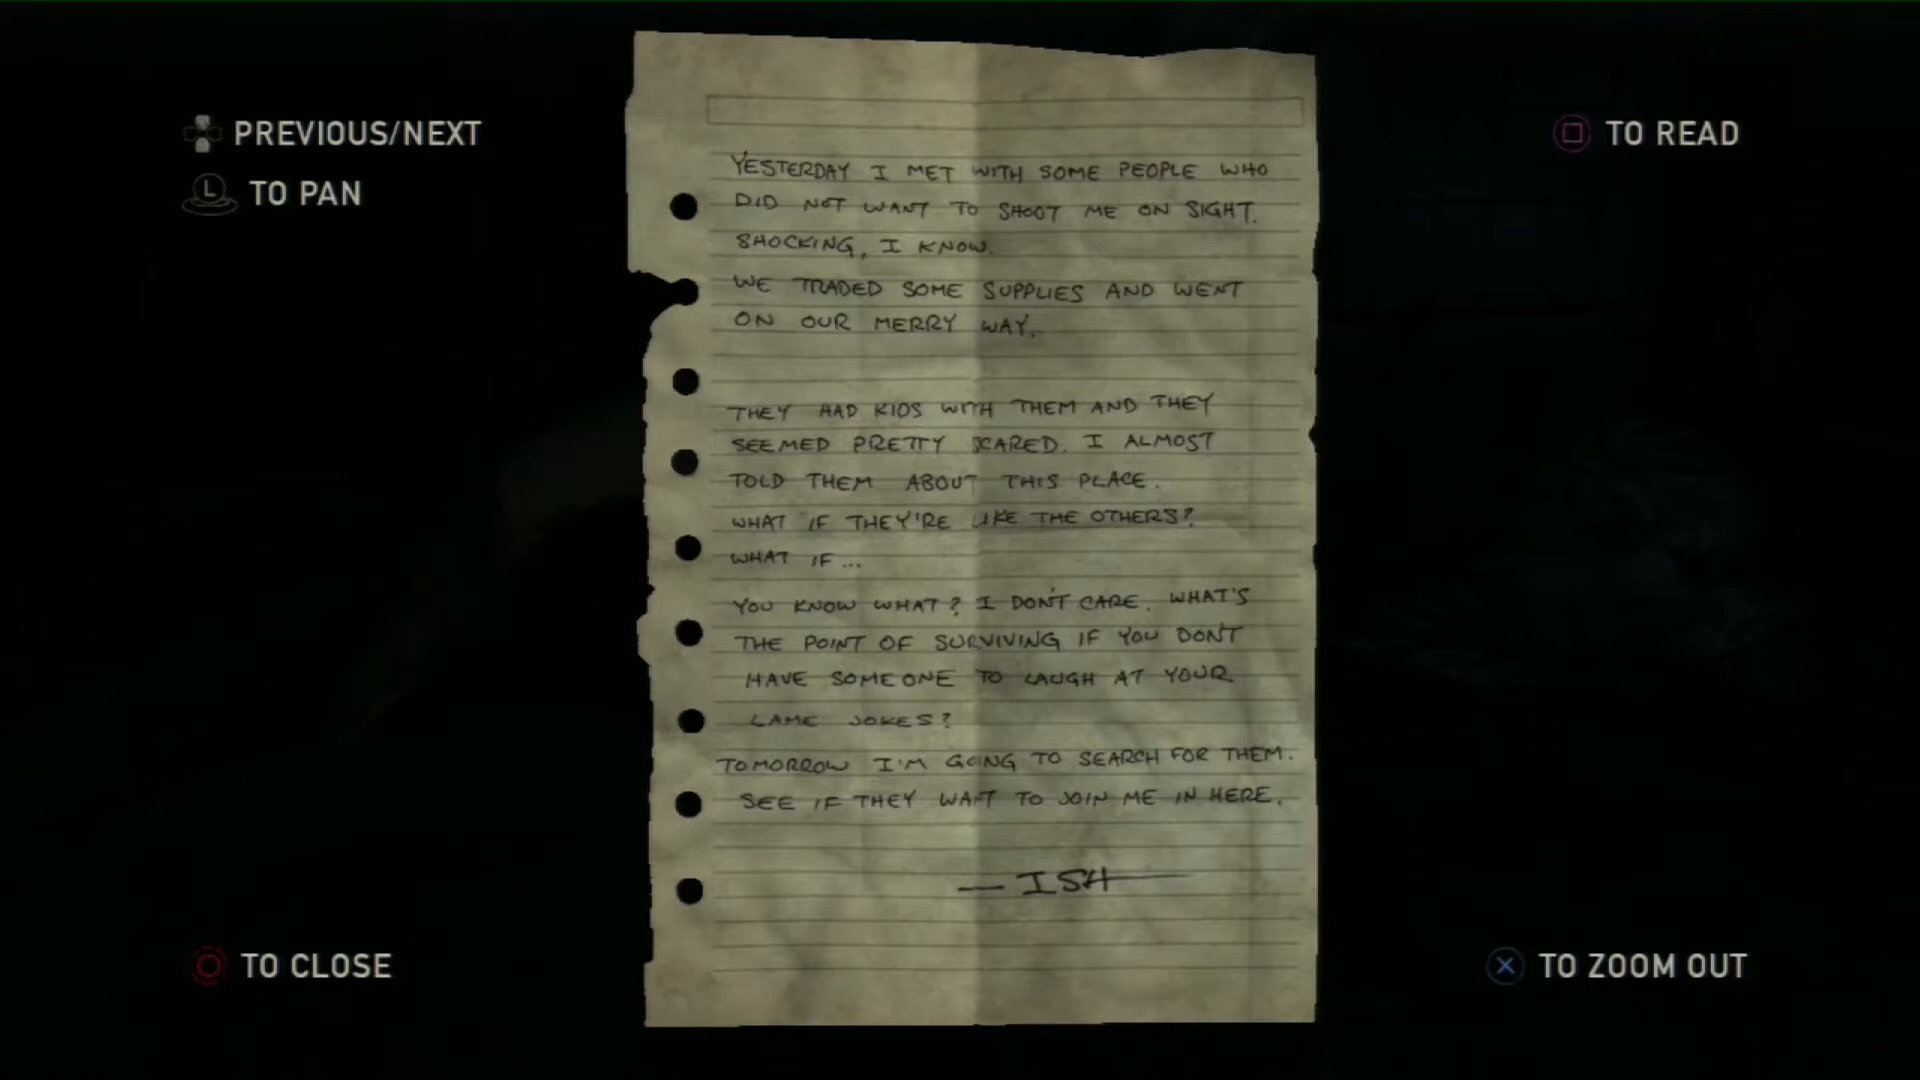 PREVIOUS/NEXT
L TO PAN
TO READ
YESTERDAY I MET WITH SOME PEOPLE WHO
DID NOT WANT TO SHOOT ME ON SIGHT.
SHOCKING, I KNOW.
WE TRADED SOME SUPPLIES AND WENT
ON OUR MERRY WAY.
THEY HAD KIDS WITH THEM AND THEY
SEEMED PRETTY SCARED. I ALMOST
TOLD THEM ABOUT THIS PLACE.
WHAT IF THEY'RE LIKE THE OTHERS?
WHAT IF...
YOU KNOW WHAT? I DON'T CARE. WHAT'S
THE POINT OF SURVIVING IF YOU DON'T
HAVE SOMEONE TO LAUGH AT YOUR
LAME JOKES?
TOMORROW I'M GOING TO SEARCH FOR THEM.
SEE IF THEY WANT TO JOIN ME IN HERE.
— ISH
TO CLOSE
TO ZOOM OUT